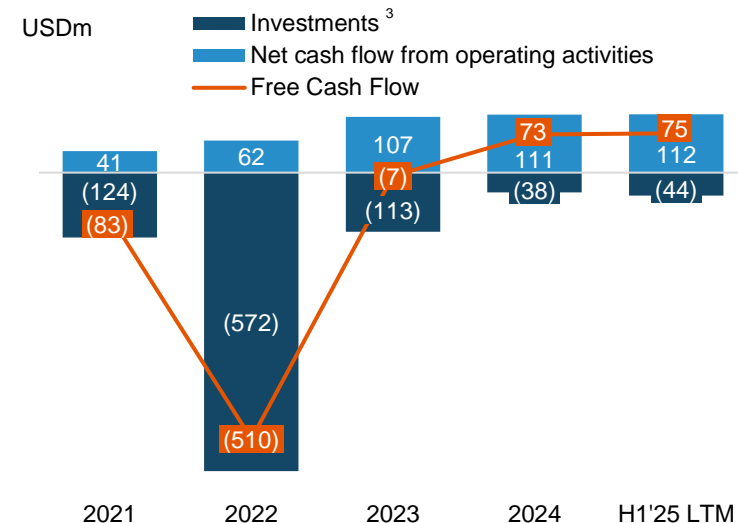 USDm
Investments ³
Net cash flow from operating activities
Free Cash Flow
41 62 107 73 111 75 112
(124) (83) (572) (510) (7) (113) (38) (44)
2021 2022 2023 2024 H1'25 LTM